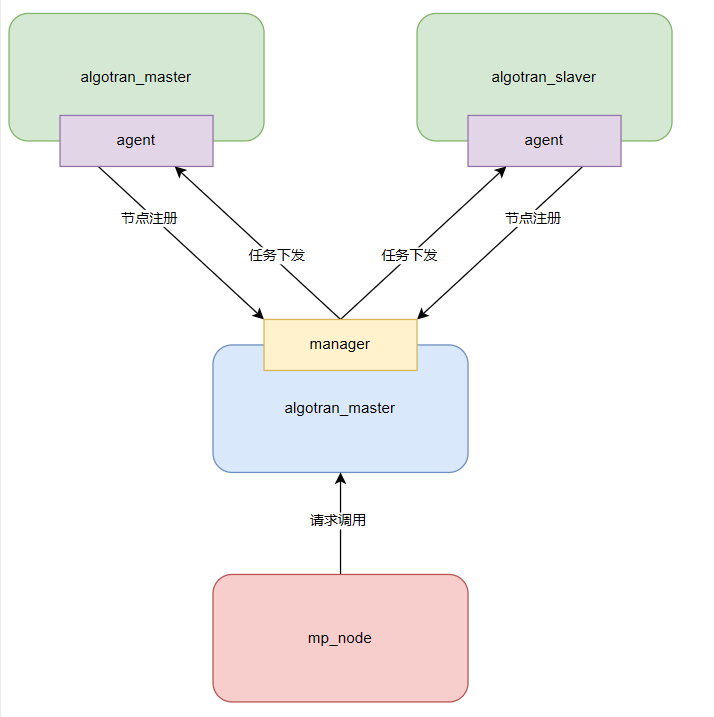 algotran_master
algotran_slaver
agent
agent
节点注册
节点注册
任务下发
任务下发
manager
algotran_master
请求调用
mp_node